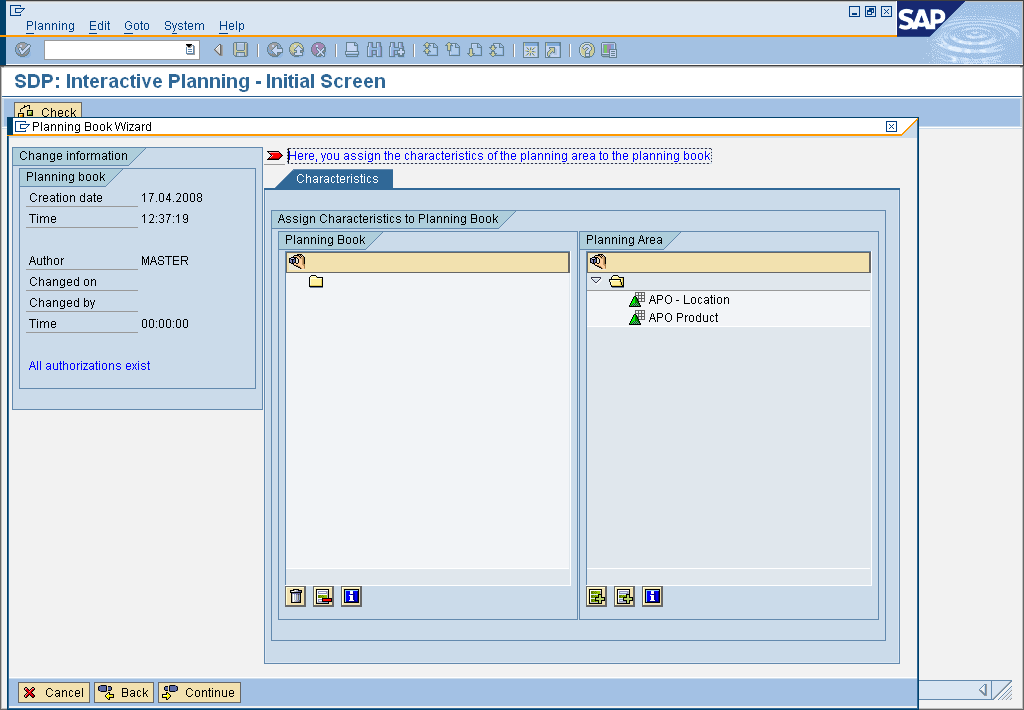 Planning Edit Goto System Help
SAP
SDP: Interactive Planning - Initial Screen
Check
Planning Book Wizard
Change information
Planning book
Creation date 17.04.2008
Time 12:37:19
Author MASTER
Changed on
Changed by
Time 00:00:00
All authorizations exist
Here, you assign the characteristics of the planning area to the planning book
Characteristics
Assign Characteristics to Planning Book
Planning Book
Planning Area
APO - Location
APO Product
Cancel Back Continue